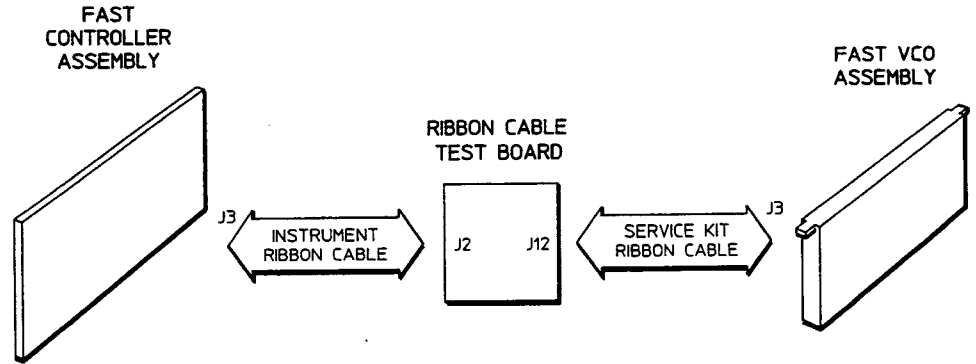 FAST
CONTROLLER
ASSEMBLY
FAST VCO
ASSEMBLY
RIBBON CABLE
TEST BOARD
J3
INSTRUMENT
RIBBON CABLE
J2
J12
SERVICE KIT
RIBBON CABLE
J3